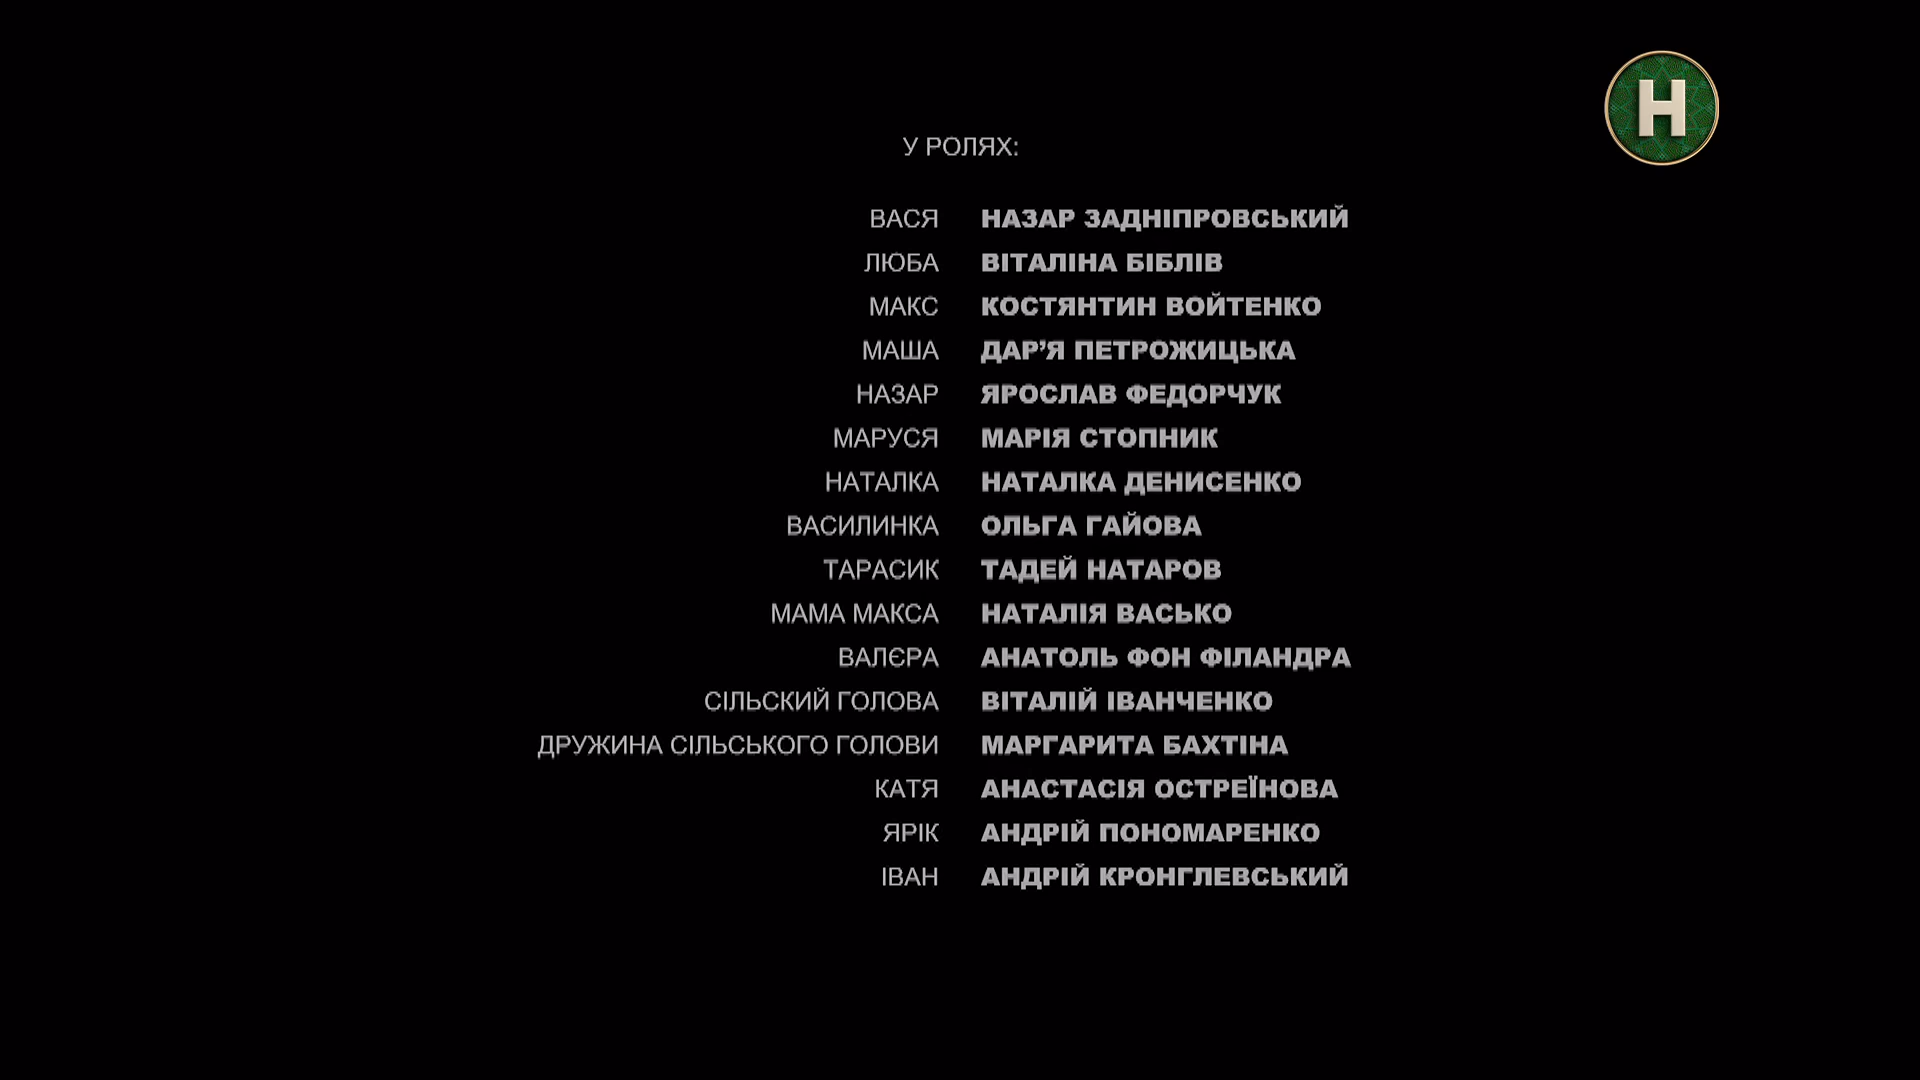 Н
У РОЛЯХ:
ВАСЯ НАЗАР ЗАДНІПРОВСЬКИЙ
ЛЮБА ВІТАЛІНА БІБЛІВ
МАКС КОСТЯНТИН ВОЙТЕНКО
МАША ДАР’Я ПЕТРОЖИЦЬКА
НАЗАР ЯРОСЛАВ ФЕДОРЧУК
МАРУСЯ МАРІЯ СТОПНИК
НАТАЛКА НАТАЛКА ДЕНИСЕНКО
ВАСИЛИНКА ОЛЬГА ГАЙОВА
ТАРАСИК ТАДЕЙ НАТАРОВ
МАМА МАКСА НАТАЛІЯ ВАСЬКО
ВАЛЄРА АНАТОЛЬ ФОН ФІЛАНДРА
СІЛЬСКИЙ ГОЛОВА ВІТАЛІЙ ІВАНЧЕНКО
ДРУЖИНА СІЛЬСЬКОГО ГОЛОВИ МАРГАРИТА БАХТІНА
КАТЯ АНАСТАСІЯ ОСТРЕЇНОВА
ЯРІК АНДРІЙ ПОНОМАРЕНКО
ІВАН АНДРІЙ КРОНГЛЕВСЬКИЙ